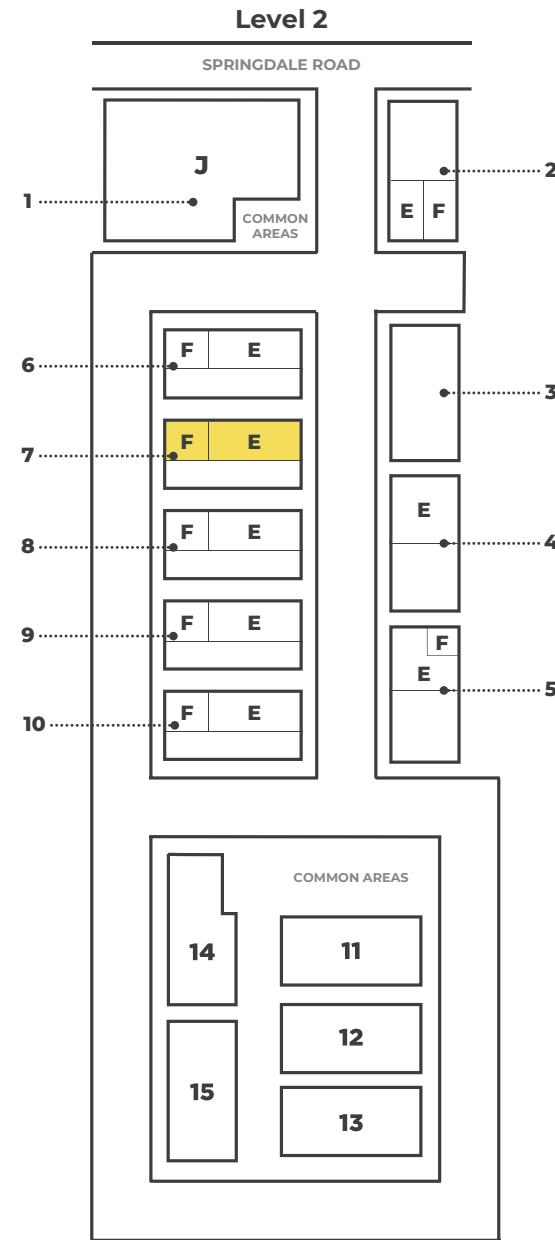 Level 2
SPRINGDALE ROAD
J
1
COMMON
AREAS
2
E F
6
F E
3
7
F E
E
8
F E
4
9
F E
F
E
5
10
F E
COMMON AREAS
14
11
12
15
13